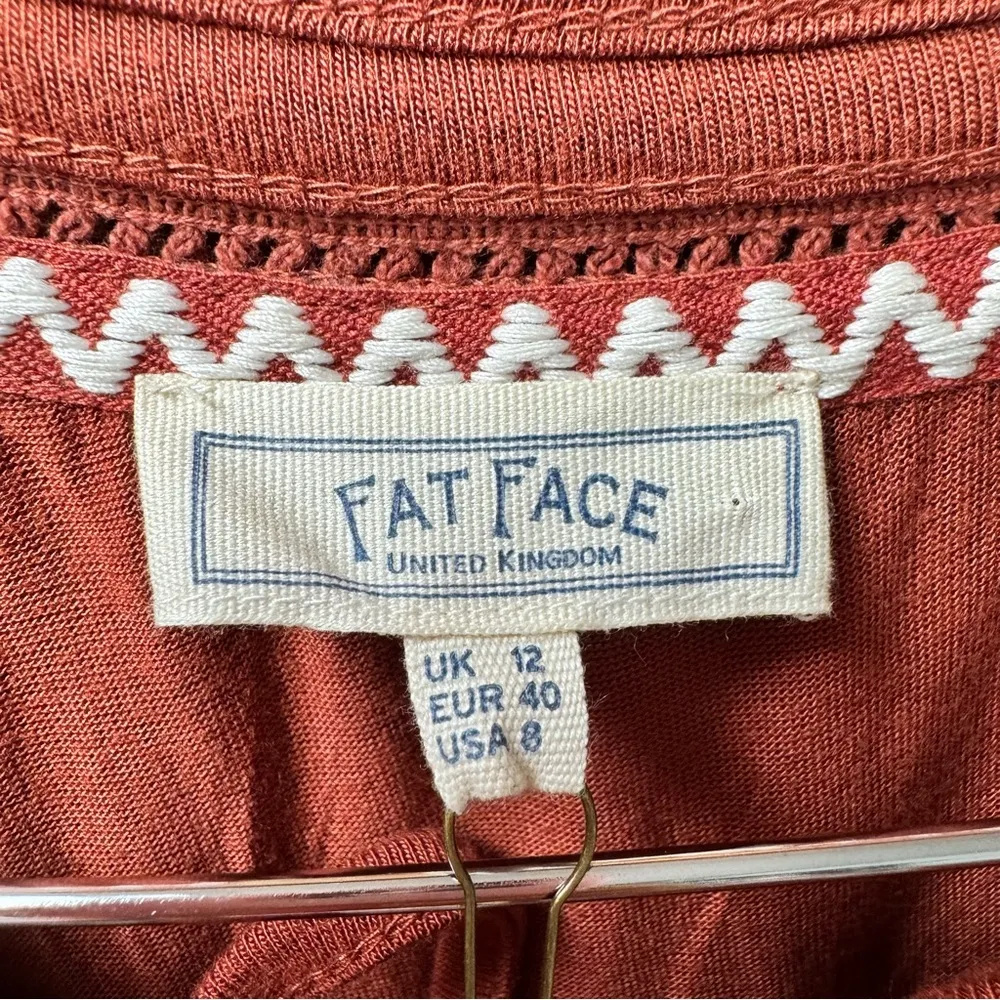 FAT FACE
UNITED KINGDOM
UK 12
EUR 40
USA 8